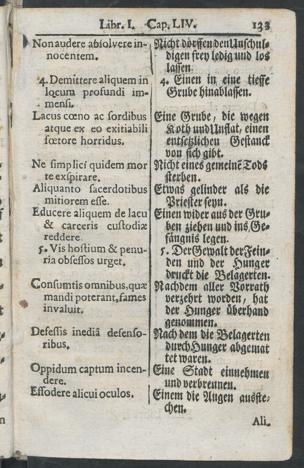 Libr. I. Cap. LIV. 133
Non audere absolvere in-
nocentem.
4. Demittere aliquem in
locum profundi im-
mensi.
Lacus cœno ac sordibus
atque ex eo exitiabili
fœtore horridus.
Ne simplici quidem mor
te exspirare.
Aliquanto sacerdotibus
mitiorem esse.
Educere aliquem de lacu
& carceris custodiæ
reddere.
5. Vis hostium & penu-
ria obsessos urget.
Consumtis omnibus, quæ
mandi poterant, fames
invaluit.
Defessis inediâ defenso-
ribus.
Oppidum captum incen-
dere.
Effodere alicui oculos.
Nicht dörffen den Unschul-
digen frey ledig und los
lassen.
4. Einen in eine tieffe
Grube hinablassen.
Eine Grube, die wegen
Koth und Unflat, einen
entsetzlichen Gestanck
von sich gibt.
Nicht eines gemeinē Tods
sterben.
Etwas gelinder als die
Priester seyn.
Einen wider aus der Gru-
ben ziehen und ins Ge-
fängnis legen.
5. Der Gewalt der Fein-
den und der Hunger
druckt die Belagerten.
Nachdem aller Vorrath
verzehrt worden, hat
der Hunger überhand
genommen.
Nach dem die Belagerten
durch Hunger abgemat
tet waren.
Eine Stadt einnehmen
und verbrennen.
Einem die Augen ausste-
chen.
Ali.